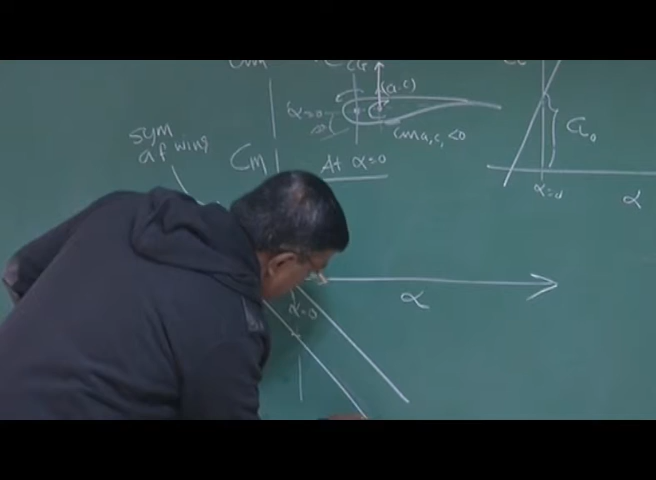 (a.c)
α=0
Cma.c, <0
At α=0
CL0
α=0
α
sym
af wing
Cm
α
α=0